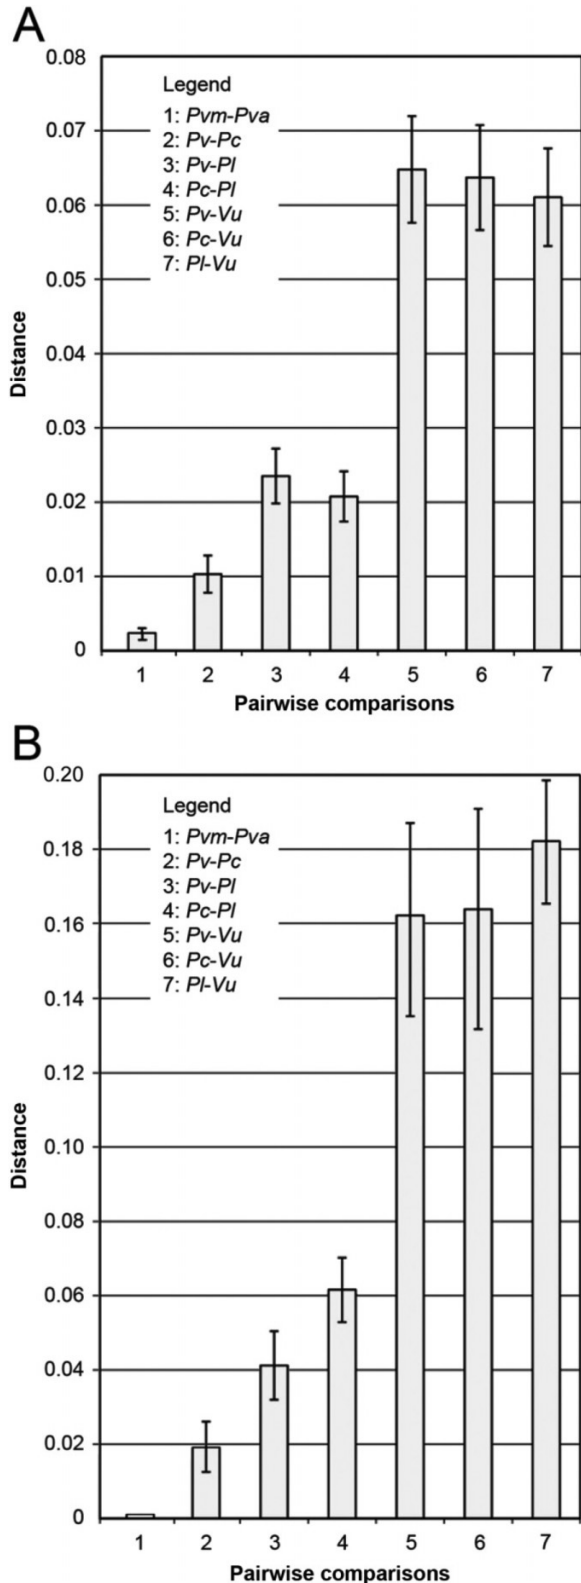 A
0.08
0.07
0.06
0.05
0.04
0.03
0.02
0.01
0
Distance
Legend
1: Pvm-Pva
2: Pv-Pc
3: Pv-Pl
4: Pc-Pl
5: Pv-Vu
6: Pc-Vu
7: Pl-Vu
1 2 3 4 5 6 7
Pairwise comparisons
B
0.20
0.18
0.16
0.14
0.12
0.10
0.08
0.06
0.04
0.02
0
Distance
Legend
1: Pvm-Pva
2: Pv-Pc
3: Pv-Pl
4: Pc-Pl
5: Pv-Vu
6: Pc-Vu
7: Pl-Vu
1 2 3 4 5 6 7
Pairwise comparisons